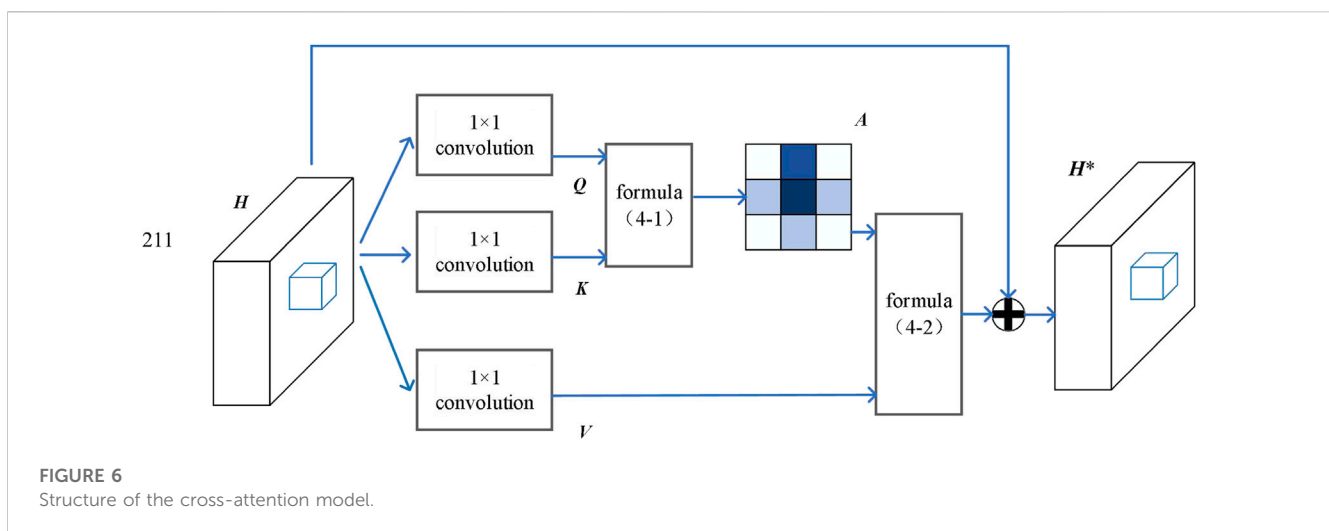 1×1
convolution
A
Q
H
formula
(4-1)
H*
211
1×1
convolution
K
formula
(4-2)
1×1
convolution
V
FIGURE 6
Structure of the cross-attention model.